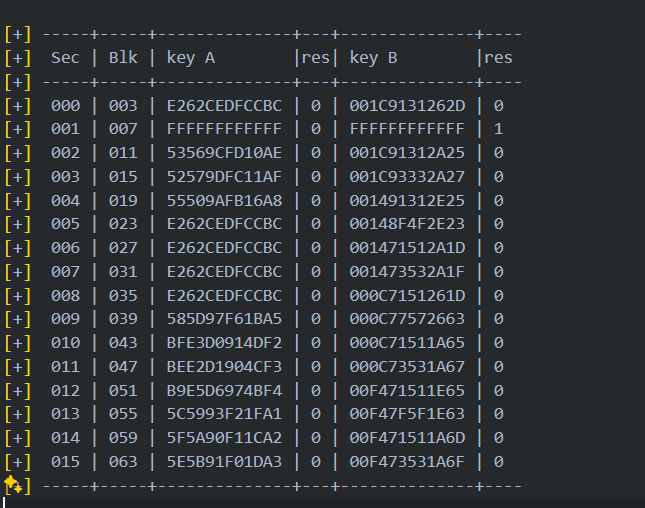 [+] -----+-----+--------------+---+--------------+----
[+]  Sec | Blk | key A        |res| key B        |res
[+] -----+-----+--------------+---+--------------+----
[+]  000 | 003 | E262CEDFCCBC | 0 | 001C9131262D | 0
[+]  001 | 007 | FFFFFFFFFFFF | 0 | FFFFFFFFFFFF | 1
[+]  002 | 011 | 53569CFD10AE | 0 | 001C91312A25 | 0
[+]  003 | 015 | 52579DFC11AF | 0 | 001C93332A27 | 0
[+]  004 | 019 | 55509AFB16A8 | 0 | 001491312E25 | 0
[+]  005 | 023 | E262CEDFCCBC | 0 | 00148F4F2E23 | 0
[+]  006 | 027 | E262CEDFCCBC | 0 | 001471512A1D | 0
[+]  007 | 031 | E262CEDFCCBC | 0 | 001473532A1F | 0
[+]  008 | 035 | E262CEDFCCBC | 0 | 000C7151261D | 0
[+]  009 | 039 | 585D97F61BA5 | 0 | 000C77572663 | 0
[+]  010 | 043 | BFE3D0914DF2 | 0 | 000C71511A65 | 0
[+]  011 | 047 | BEE2D1904CF3 | 0 | 000C73531A67 | 0
[+]  012 | 051 | B9E5D6974BF4 | 0 | 00F471511E65 | 0
[+]  013 | 055 | 5C5993F21FA1 | 0 | 00F47F5F1E63 | 0
[+]  014 | 059 | 5F5A90F11CA2 | 0 | 00F471511A6D | 0
[+]  015 | 063 | 5E5B91F01DA3 | 0 | 00F473531A6F | 0
[+] -----+-----+--------------+---+--------------+----